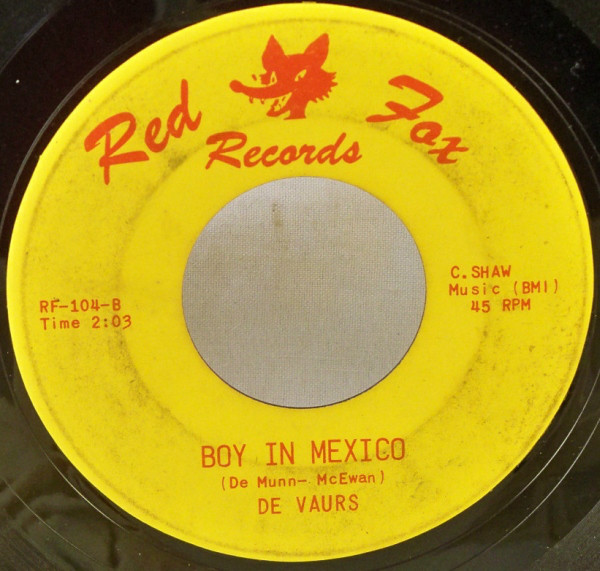 Red Fox
Records
RF-104-B
Time 2:03
C. SHAW
Music (BMI)
45 RPM
BOY IN MEXICO
(De Munn- McEwan)
DE VAURS